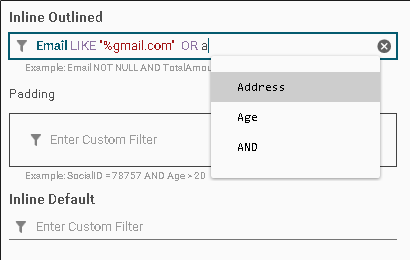 Inline Outlined
Email LIKE "%gmail.com" OR a
Example: Email NOT NULL AND TotalAmou
Address
Age
AND
Padding
Enter Custom Filter
Example: SocialID = 78757 AND Age > 20
Inline Default
Enter Custom Filter